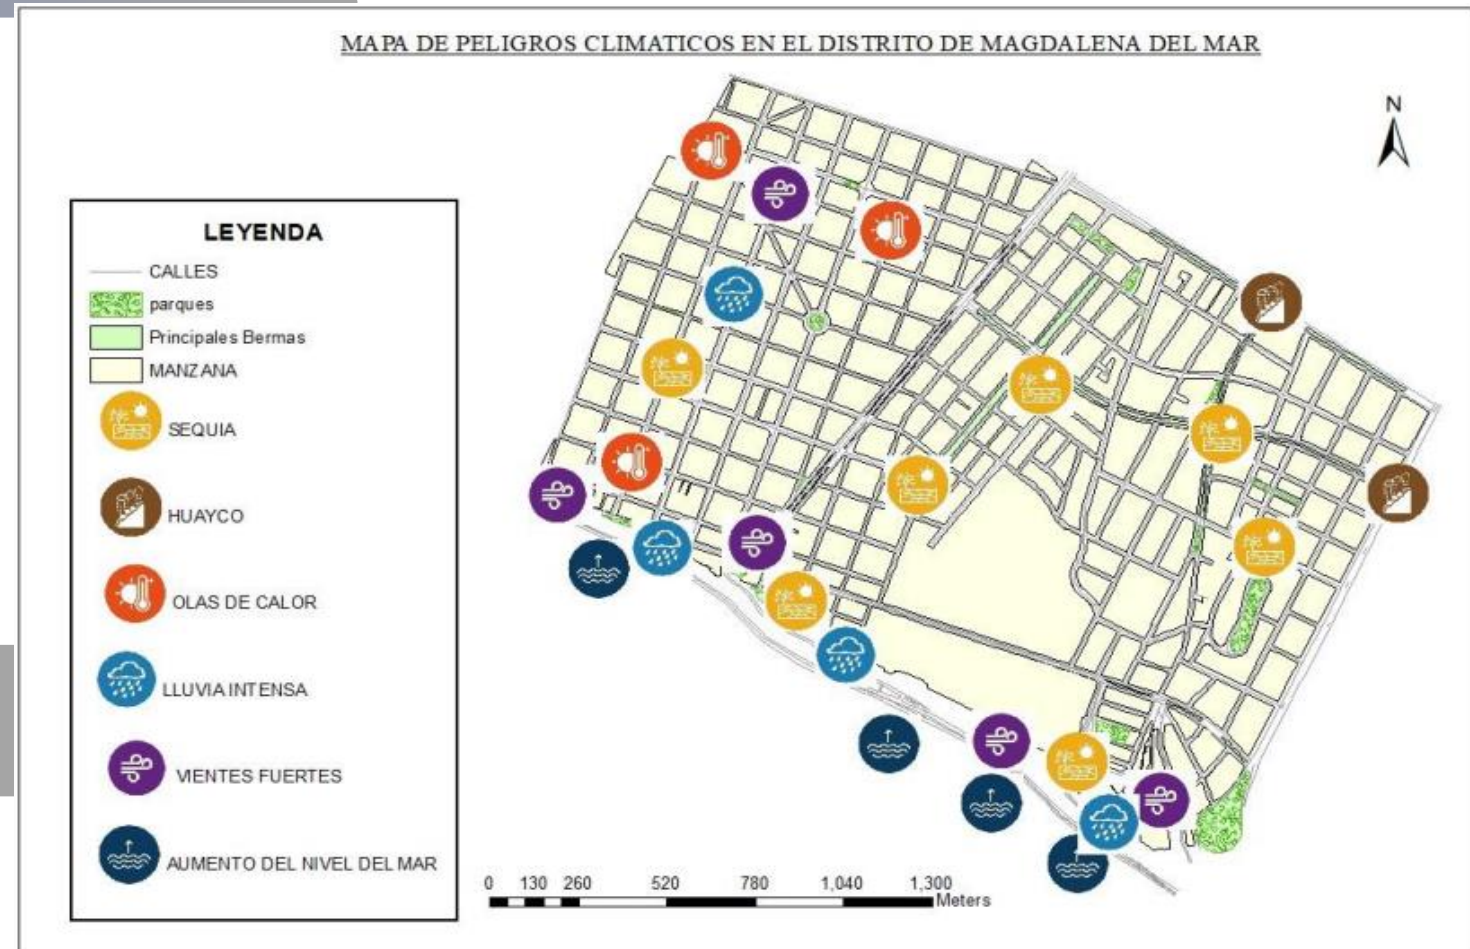 MAPA DE PELIGROS CLIMATICOS EN EL DISTRITO DE MAGDALENA DEL MAR
N
LEYENDA
CALLES
parques
Principales Bermas
MANZANA
SEQUIA
HUAYCO
OLAS DE CALOR
LLUVIA INTENSA
VIENTES FUERTES
AUMENTO DEL NIVEL DEL MAR
0 130 260 520 780 1,040 1,300
Meters